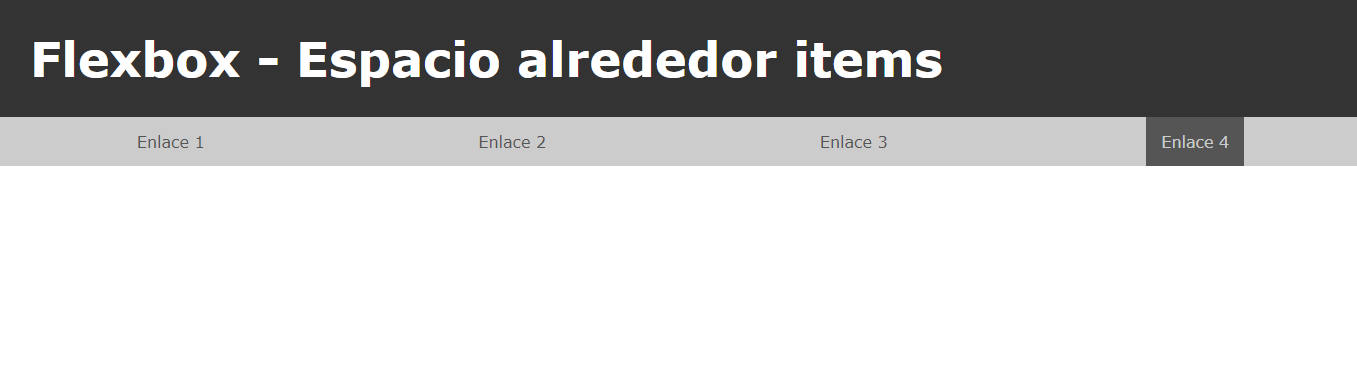 Flexbox - Espacio alrededor items
Enlace 1 Enlace 2 Enlace 3 Enlace 4